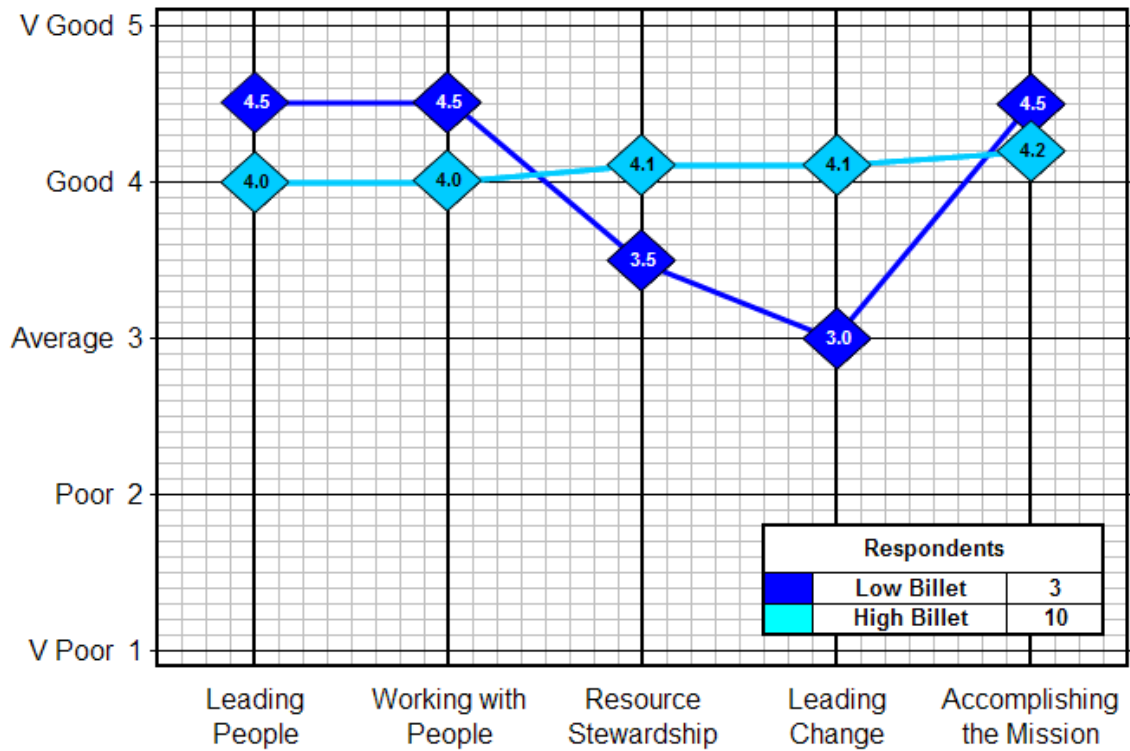 V Good 5
4.5
4.5
4.5
4.2
4.1
4.1
Good 4
4.0
4.0
3.5
Average 3
3.0
Poor 2
Respondents
Low Billet 3
High Billet 10
V Poor 1
Leading People
Working with People
Resource Stewardship
Leading Change
Accomplishing the Mission